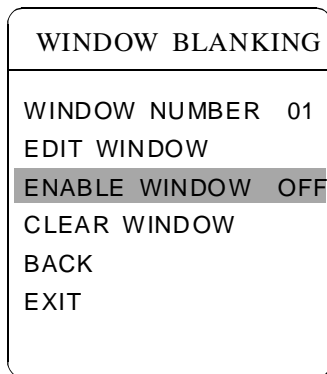 WINDOW BLANKING
WINDOW NUMBER 01
EDIT WINDOW
ENABLE WINDOW OFF
CLEAR WINDOW
BACK
EXIT